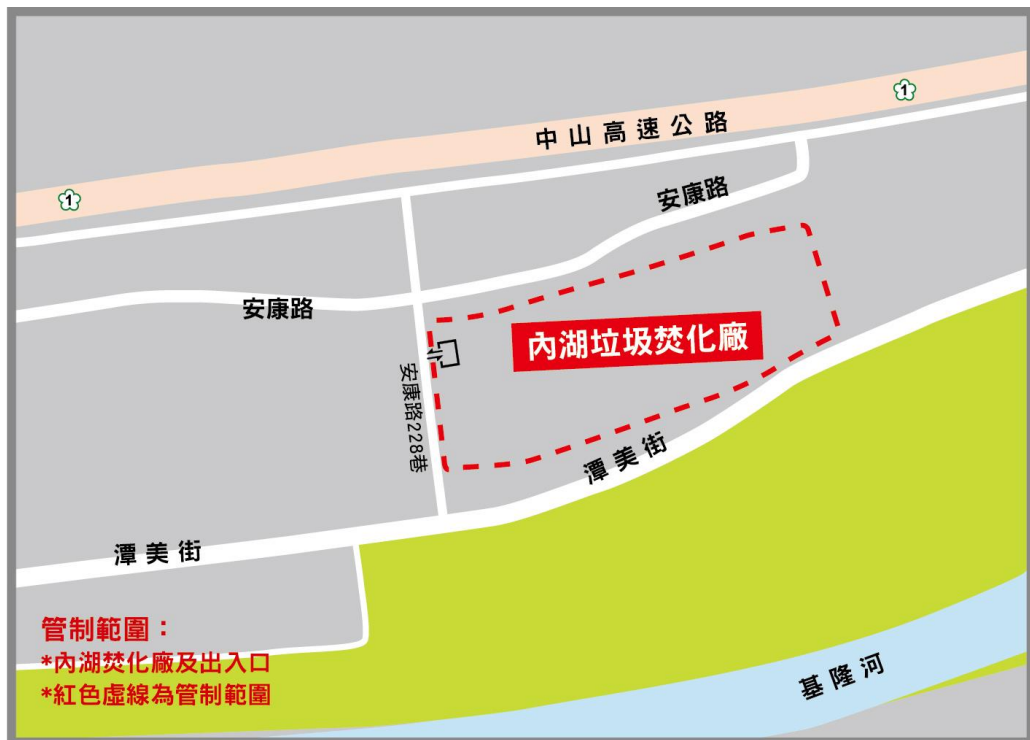 1
中山高速公路
1
安康路
安康路
內湖垃圾焚化廠
安康路228巷
潭美街
潭美街
管制範圍：
*內湖焚化廠及出入口
*紅色虛線為管制範圍
基隆河